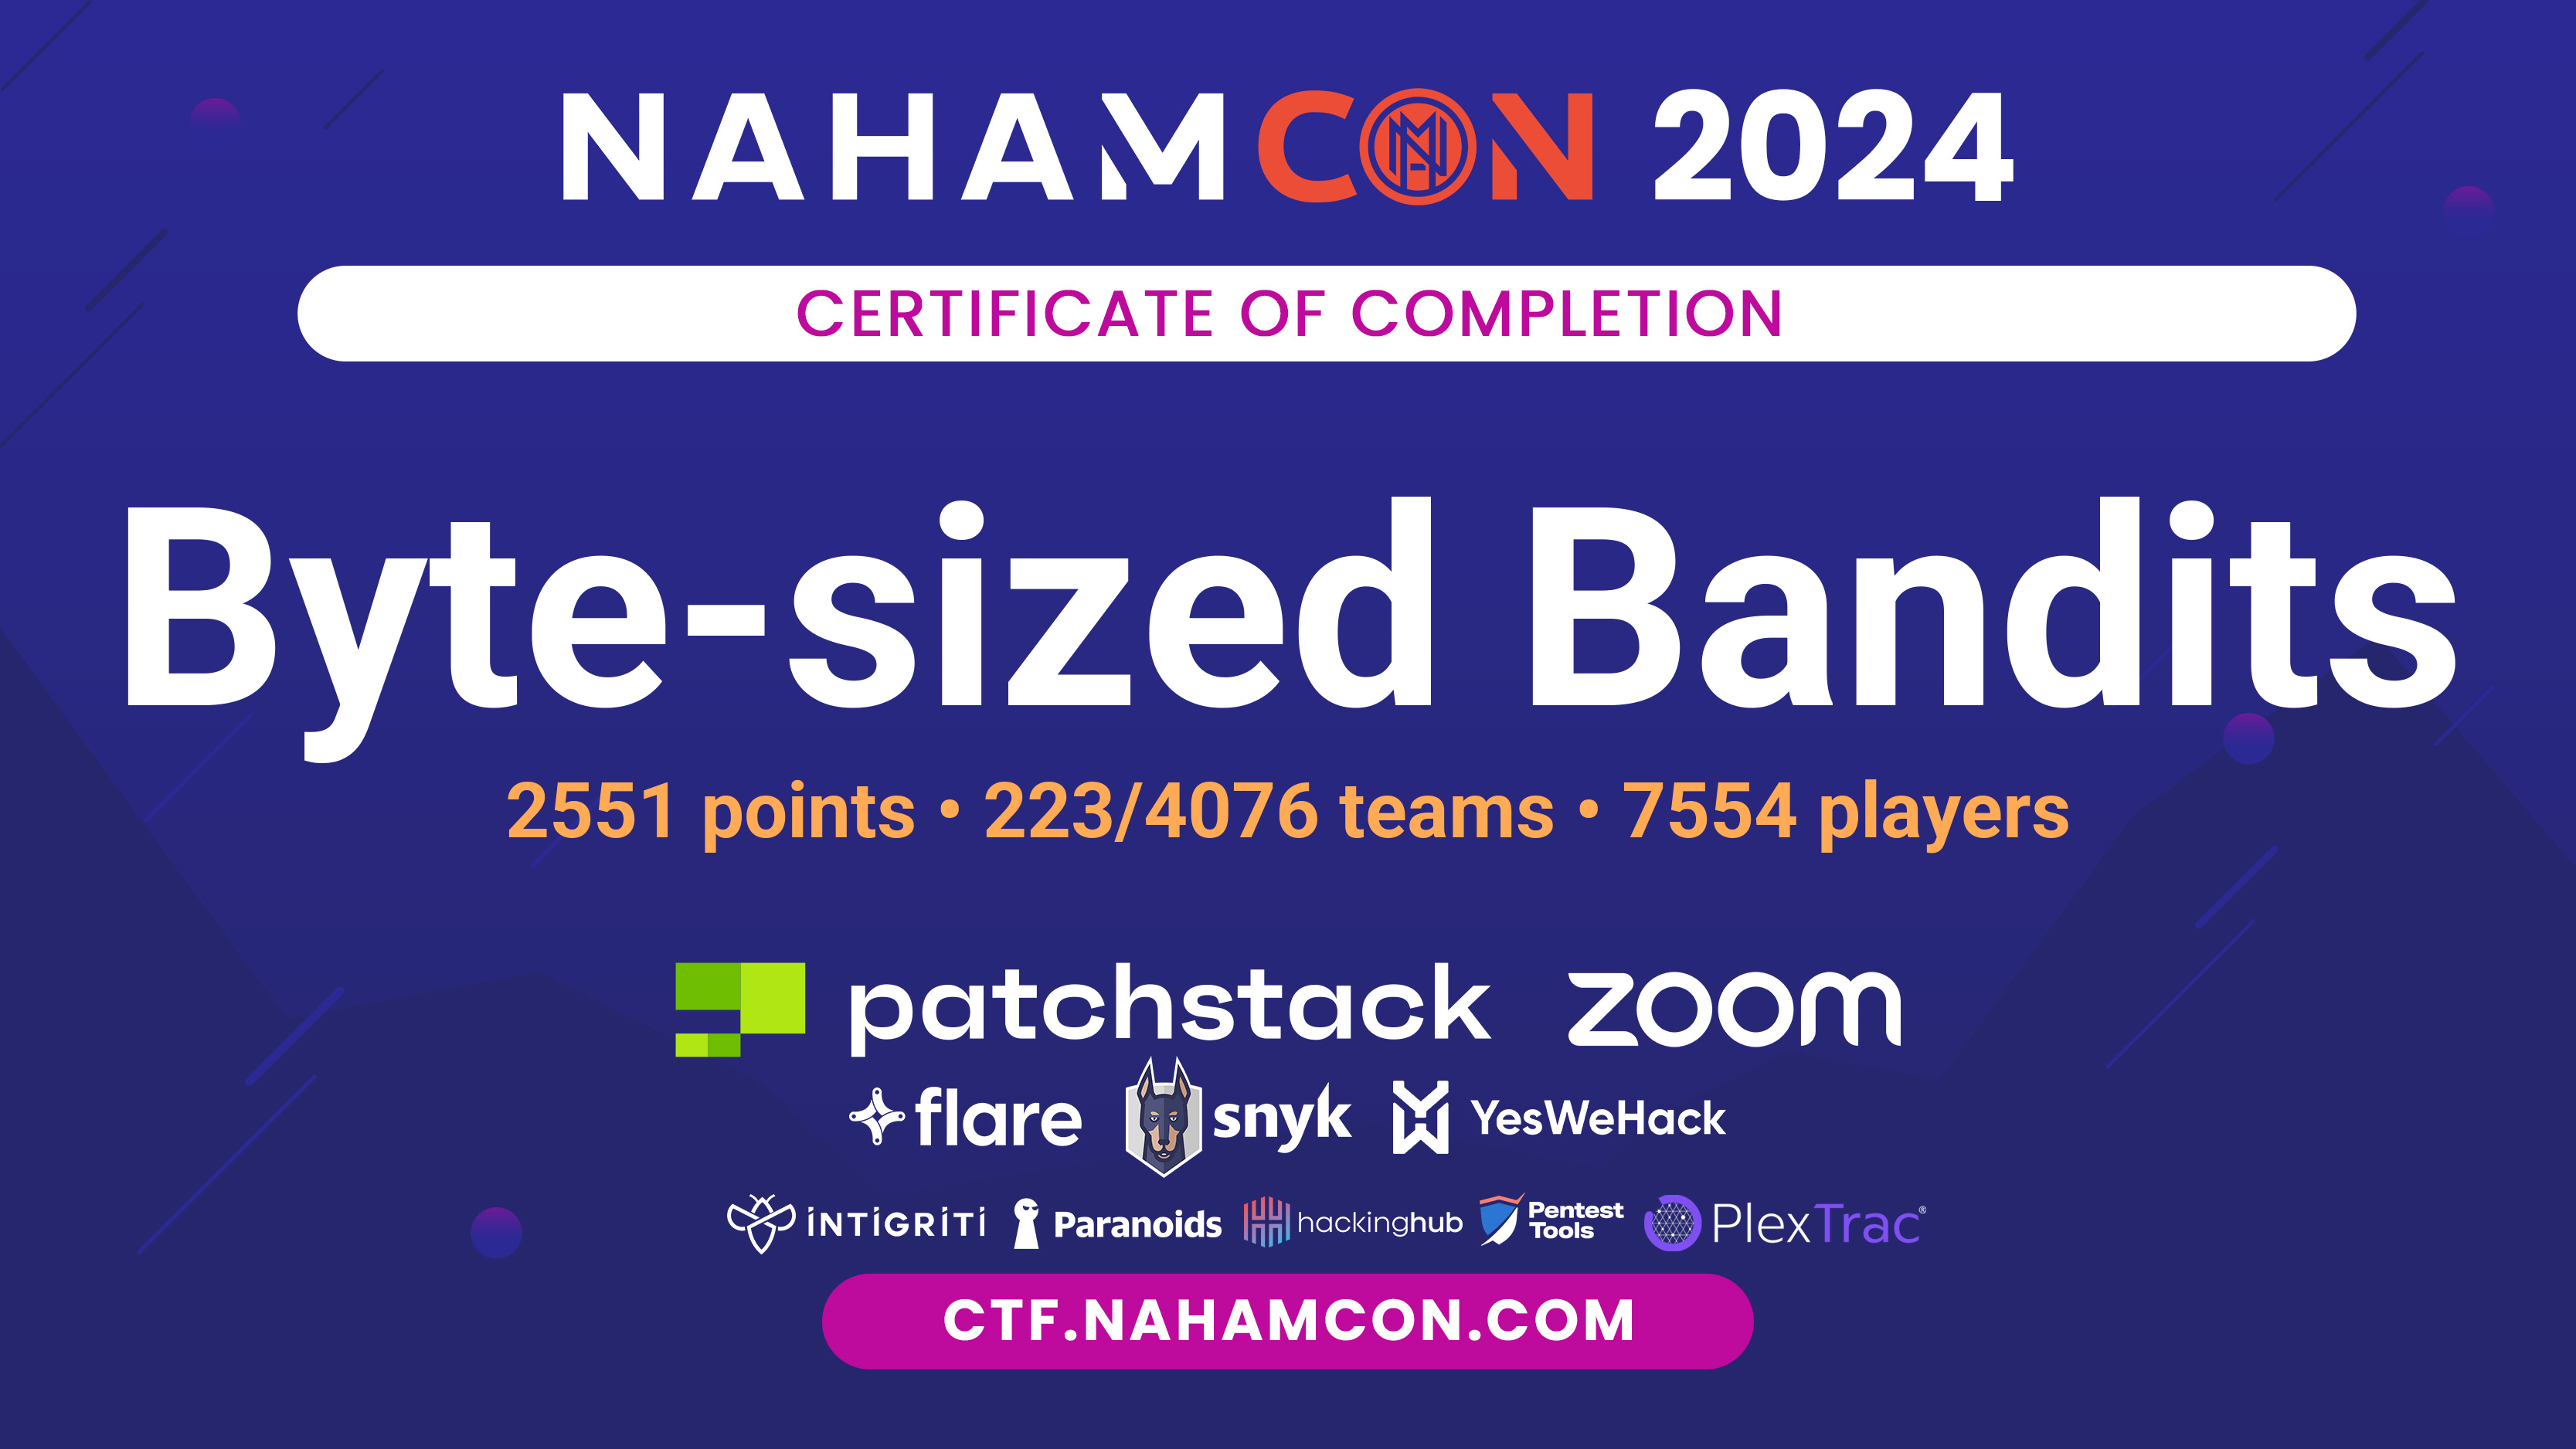 NAHAMCON 2024
CERTIFICATE OF COMPLETION
Byte-sized Bandits
2551 points • 223/4076 teams • 7554 players
patchstack zoom
flare snyk YesWeHack
INTIGRITI Paranoids hackinghub Pentest Tools PlexTrac®
CTF.NAHAMCON.COM